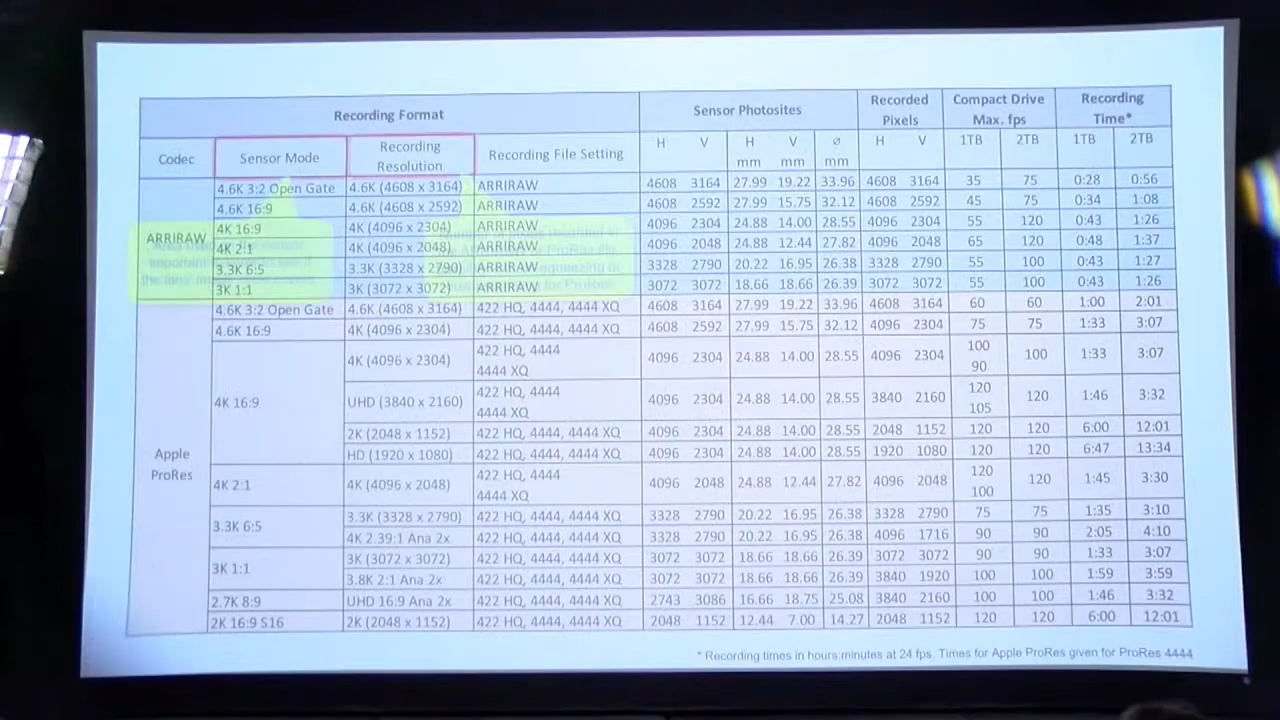 Recording Format Sensor Photosites Recorded Pixels Compact Drive Max. fps Recording Time*
Codec Sensor Mode Recording Resolution Recording File Setting H V H mm V mm ø mm H V 1TB 2TB 1TB 2TB
ARRIRAW
4.6K 3:2 Open Gate 4.6K (4608 x 3164) ARRIRAW 4608 3164 27.99 19.22 33.96 4608 3164 35 75 0:28 0:56
4.6K 16:9 4.6K (4608 x 2592) ARRIRAW 4608 2592 27.99 15.75 32.12 4608 2592 45 75 0:34 1:08
4K 16:9 4K (4096 x 2304) ARRIRAW 4096 2304 24.88 14.00 28.55 4096 2304 55 120 0:43 1:26
4K 2:1 4K (4096 x 2048) ARRIRAW 4096 2048 24.88 12.44 27.82 4096 2048 65 120 0:48 1:37
3.3K 6:5 3.3K (3328 x 2790) ARRIRAW 3328 2790 20.22 16.95 26.38 3328 2790 55 100 0:43 1:27
3K 1:1 3K (3072 x 3072) ARRIRAW 3072 3072 18.66 18.66 26.39 3072 3072 55 100 0:43 1:26
Apple ProRes
4.6K 3:2 Open Gate 4.6K (4608 x 3164) 422 HQ, 4444, 4444 XQ 4608 3164 27.99 19.22 33.96 4608 3164 60 60 1:00 2:01
4.6K 16:9 4K (4096 x 2304) 422 HQ, 4444, 4444 XQ 4608 2592 27.99 15.75 32.12 4096 2304 75 75 1:33 3:07
4K 16:9 4K (4096 x 2304) 422 HQ, 4444 4444 XQ 4096 2304 24.88 14.00 28.55 4096 2304 100 90 100 1:33 3:07
UHD (3840 x 2160) 422 HQ, 4444 4444 XQ 4096 2304 24.88 14.00 28.55 3840 2160 120 105 120 1:46 3:32
2K (2048 x 1152) 422 HQ, 4444, 4444 XQ 4096 2304 24.88 14.00 28.55 2048 1152 120 120 6:00 12:01
HD (1920 x 1080) 422 HQ, 4444, 4444 XQ 4096 2304 24.88 14.00 28.55 1920 1080 120 120 6:47 13:34
4K 2:1 4K (4096 x 2048) 422 HQ, 4444 4444 XQ 4096 2048 24.88 12.44 27.82 4096 2048 120 100 120 1:45 3:30
3.3K 6:5 3.3K (3328 x 2790) 422 HQ, 4444, 4444 XQ 3328 2790 20.22 16.95 26.38 3328 2790 75 75 1:35 3:10
4K 2.39:1 Ana 2x 422 HQ, 4444, 4444 XQ 3328 2790 20.22 16.95 26.38 4096 1716 90 90 2:05 4:10
3K 1:1 3K (3072 x 3072) 422 HQ, 4444, 4444 XQ 3072 3072 18.66 18.66 26.39 3072 3072 90 90 1:33 3:07
3.8K 2:1 Ana 2x 422 HQ, 4444, 4444 XQ 3072 3072 18.66 18.66 26.39 3840 1920 100 100 1:59 3:59
2.7K 8:9 UHD 16:9 Ana 2x 422 HQ, 4444, 4444 XQ 2743 3086 16.66 18.75 25.08 3840 2160 100 100 1:46 3:32
2K 16:9 S16 2K (2048 x 1152) 422 HQ, 4444, 4444 XQ 2048 1152 12.44 7.00 14.27 2048 1152 120 120 6:00 12:01
* Recording times in hours:minutes at 24 fps. Times for Apple ProRes given for ProRes 4444